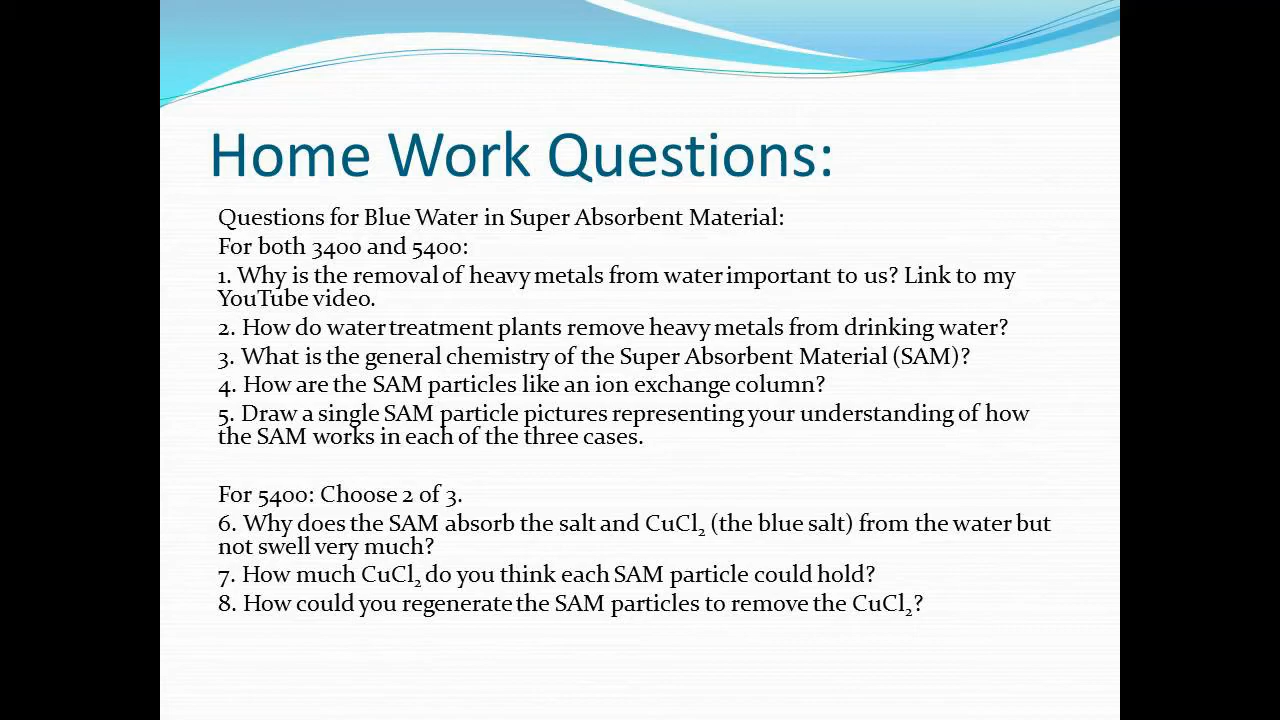 Home Work Questions:
Questions for Blue Water in Super Absorbent Material:
For both 3400 and 5400:
1. Why is the removal of heavy metals from water important to us? Link to my
YouTube video.
2. How do water treatment plants remove heavy metals from drinking water?
3. What is the general chemistry of the Super Absorbent Material (SAM)?
4. How are the SAM particles like an ion exchange column?
5. Draw a single SAM particle pictures representing your understanding of how
the SAM works in each of the three cases.
For 5400: Choose 2 of 3.
6. Why does the SAM absorb the salt and CuCl₂ (the blue salt) from the water but
not swell very much?
7. How much CuCl₂ do you think each SAM particle could hold?
8. How could you regenerate the SAM particles to remove the CuCl₂?